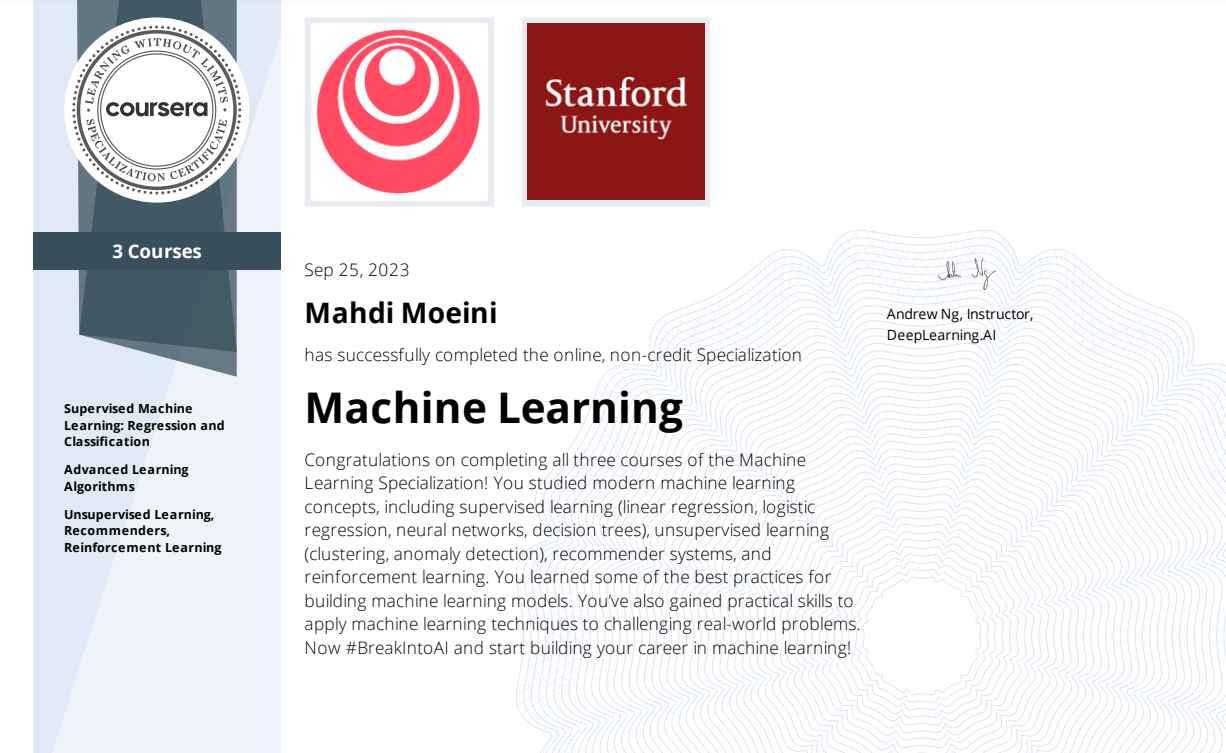 LEARNING WITHOUT LIMITS
coursera
SPECIALIZATION CERTIFICATE
3 Courses
Supervised Machine
Learning: Regression and
Classification
Advanced Learning
Algorithms
Unsupervised Learning,
Recommenders,
Reinforcement Learning
Stanford
University
Sep 25, 2023
Mahdi Moeini
has successfully completed the online, non-credit Specialization
Machine Learning
Congratulations on completing all three courses of the Machine
Learning Specialization! You studied modern machine learning
concepts, including supervised learning (linear regression, logistic
regression, neural networks, decision trees), unsupervised learning
(clustering, anomaly detection), recommender systems, and
reinforcement learning. You learned some of the best practices for
building machine learning models. You’ve also gained practical skills to
apply machine learning techniques to challenging real-world problems.
Now #BreakIntoAI and start building your career in machine learning!
Andrew Ng, Instructor,
DeepLearning.AI